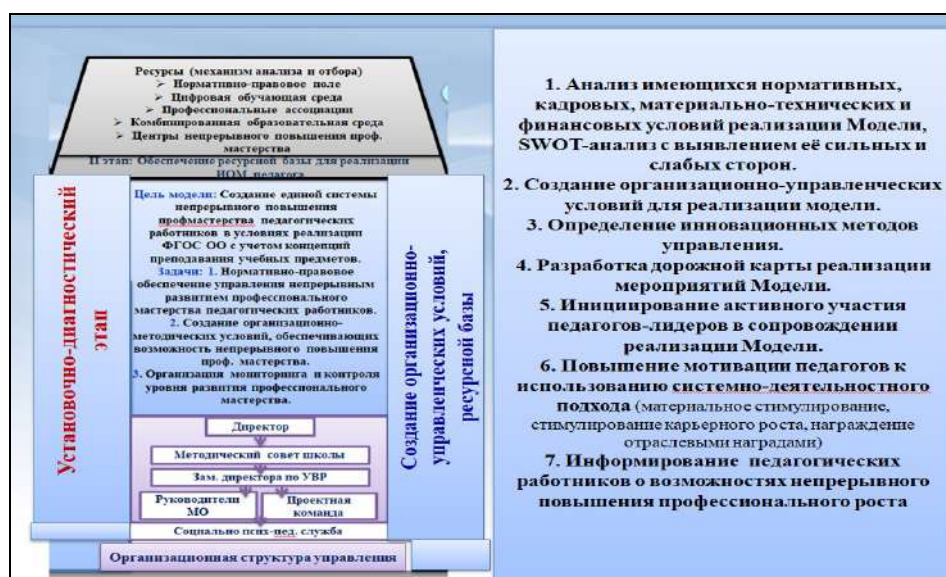 Ресурсы (механизм анализа и отбора)
➢ Нормативно-правовое поле
➢ Цифровая обучающая среда
➢ Профессиональные ассоциации
➢ Комбинированная образовательная среда
➢ Центры непрерывного повышения проф.
мастерства
II этап: Обеспечение ресурсной базы для реализации
ИОМ педагога
Установочно-диагностический
этап
Цель модели: Создание единой системы
непрерывного повышения
профмастерства педагогических
работников в условиях реализации
ФГОС ОО с учетом концепций
преподавания учебных предметов.
Задачи: 1. Нормативно-правовое
обеспечение управления непрерывным
развитием профессионального
мастерства педагогических работников.
2. Создание организационно-
методических условий, обеспечивающих
возможность непрерывного повышения
проф. мастерства.
3. Организация мониторинга и контроля
уровня развития профессионального
мастерства.
Директор
Методический совет школы
Зам. директора по УВР
Руководители
МО
Проектная
команда
Социально псих-пед. служба
Организационная структура управления
Создание организационно-
управленческих условий,
ресурсной базы
1. Анализ имеющихся нормативных,
кадровых, материально-технических и
финансовых условий реализации Модели,
SWOT-анализ с выявлением её сильных и
слабых сторон.
2. Создание организационно-управленческих
условий для реализации модели.
3. Определение инновационных методов
управления.
4. Разработка дорожной карты реализации
мероприятий Модели.
5. Инициирование активного участия
педагогов-лидеров в сопровождении
реализации Модели.
6. Повышение мотивации педагогов к
использованию системно-деятельностного
подхода (материальное стимулирование,
стимулирование карьерного роста, награждение
отраслевыми наградами)
7. Информирование педагогических
работников о возможностях непрерывного
повышения профессионального роста